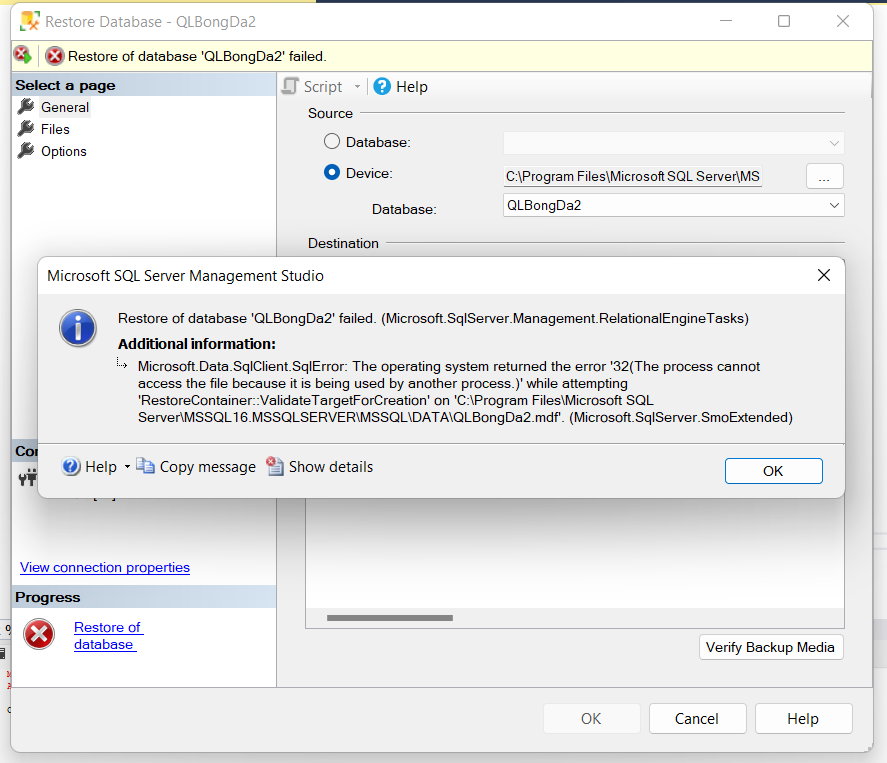 Restore Database - QLBongDa2
Restore of database 'QLBongDa2' failed.
Select a page
General
Files
Options
Script
Help
Source
Database:
Device:
C:\Program Files\Microsoft SQL Server\MS
...
Database:
QLBongDa2
Destination
Microsoft SQL Server Management Studio
Restore of database 'QLBongDa2' failed. (Microsoft.SqlServer.Management.RelationalEngineTasks)
Additional information:
Microsoft.Data.SqlClient.SqlError: The operating system returned the error '32(The process cannot
access the file because it is being used by another process.)' while attempting
'RestoreContainer::ValidateTargetForCreation' on 'C:\Program Files\Microsoft SQL
Server\MSSQL16.MSSQLSERVER\MSSQL\DATA\QLBongDa2.mdf'. (Microsoft.SqlServer.SmoExtended)
Help
Copy message
Show details
OK
View connection properties
Progress
Restore of
database
Verify Backup Media
OK
Cancel
Help